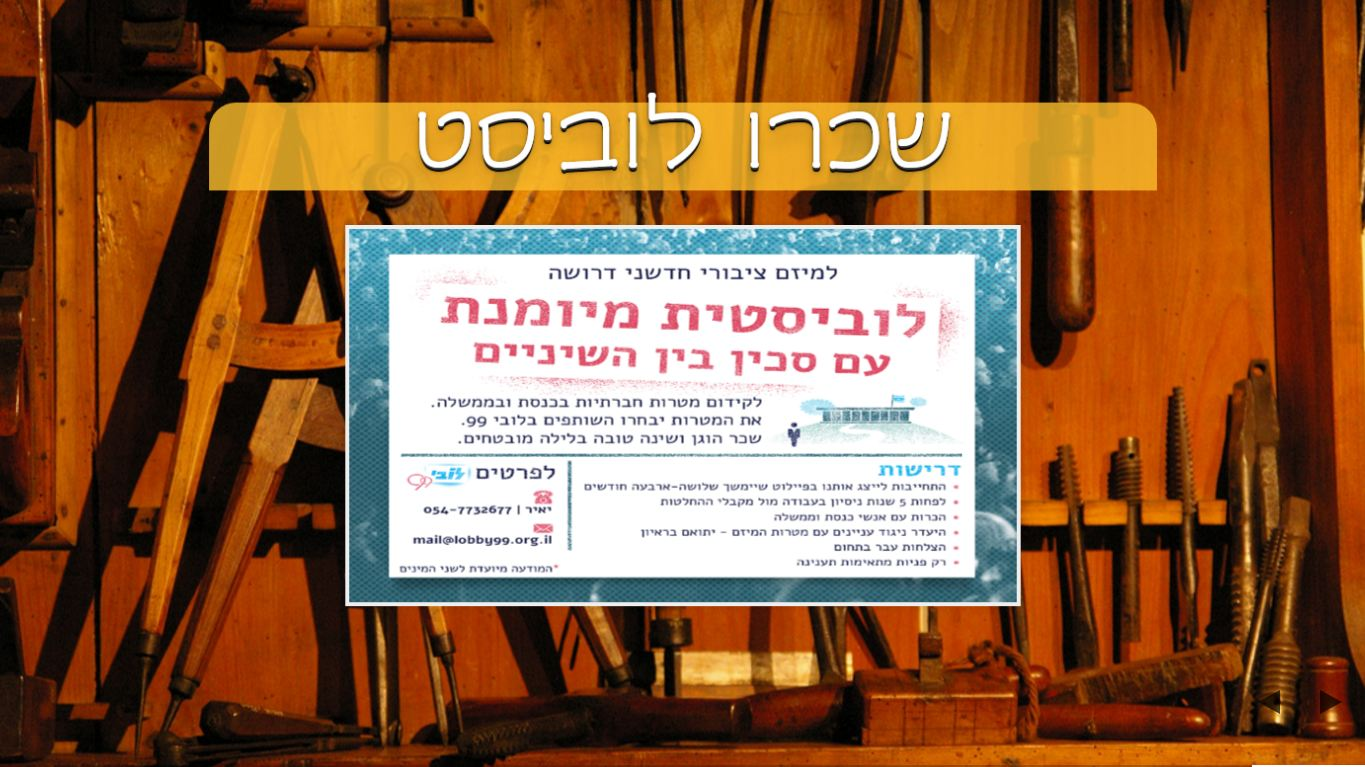 שכרו לוביסט
למיזם ציבורי חדשני דרושה
לוביסטית מיומנת
עם סכין בין השיניים
לקידום מטרות חברתיות בכנסת ובממשלה.
את המטרות יבחרו השותפים בלובי 99.
שכר הוגן ושינה טובה בלילה מובטחים.
דרישות
• התחייבות לייצג אותנו בפיילוט שיימשך שלושה-ארבעה חודשים
• לפחות 5 שנות ניסיון בעבודה מול מקבלי ההחלטות
• הכרות עם אנשי כנסת וממשלה
• היעדר ניגוד עניינים עם מטרות המיזם - יתואם בראיון
• הצלחות עבר בתחום
• רק פניות מתאימות תענינה
לפרטים לובי 99
יאיר | 054-7732677
mail@lobby99.org.il
*המודעה מיועדת לשני המינים